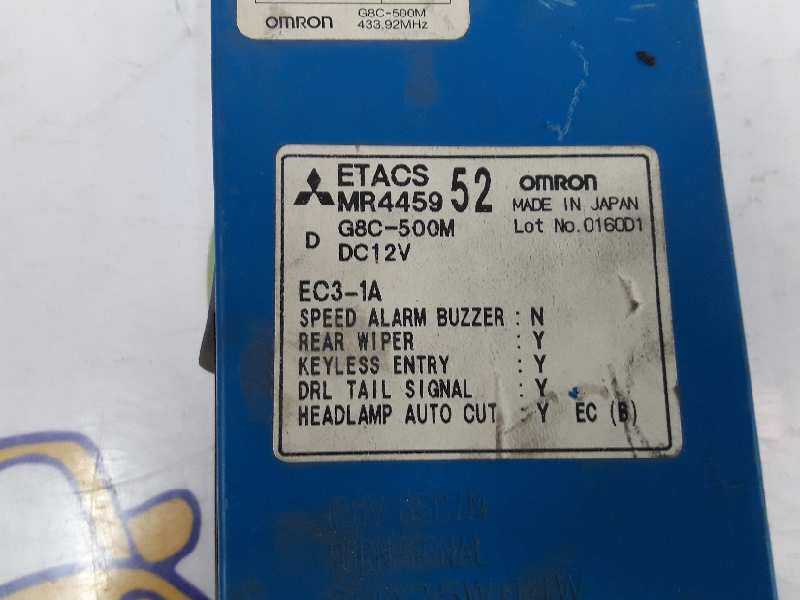 OMRON G8C-500M
433.92MHz
ETACS 52 OMRON
MR4459 MADE IN JAPAN
D G8C-500M Lot No.0160D1
DC12V
EC3-1A
SPEED ALARM BUZZER : N
REAR WIPER : Y
KEYLESS ENTRY : Y
DRL TAIL SIGNAL : Y
HEADLAMP AUTO CUT : Y EC (B)